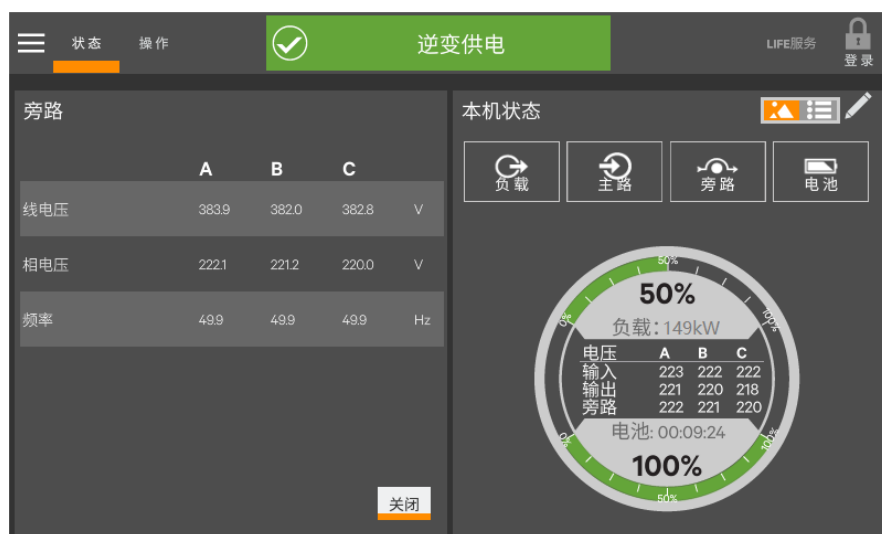 状态 操作 逆变供电 LIFE服务 登录
旁路
A B C
线电压 383.9 382.0 382.8 V
相电压 222.1 221.2 220.0 V
频率 49.9 49.9 49.9 Hz
关闭
本机状态
负载 主路 旁路 电池
50%
0% 50% 100%
负载：149kW
电压 A B C
输入 223 222 222
输出 221 220 218
旁路 222 221 220
电池: 00:09:24
0% 100% 100%
50%